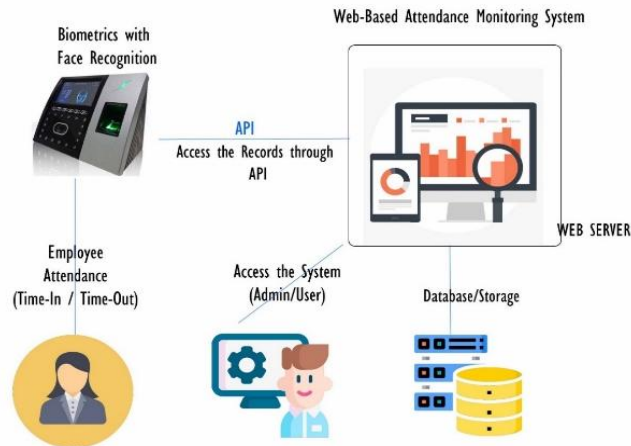 Web-Based Attendance Monitoring System
Biometrics with
Face Recognition
API
Access the Records through
API
WEB SERVER
Employee
Attendance
(Time-In / Time-Out)
Access the System
(Admin/User)
Database/Storage